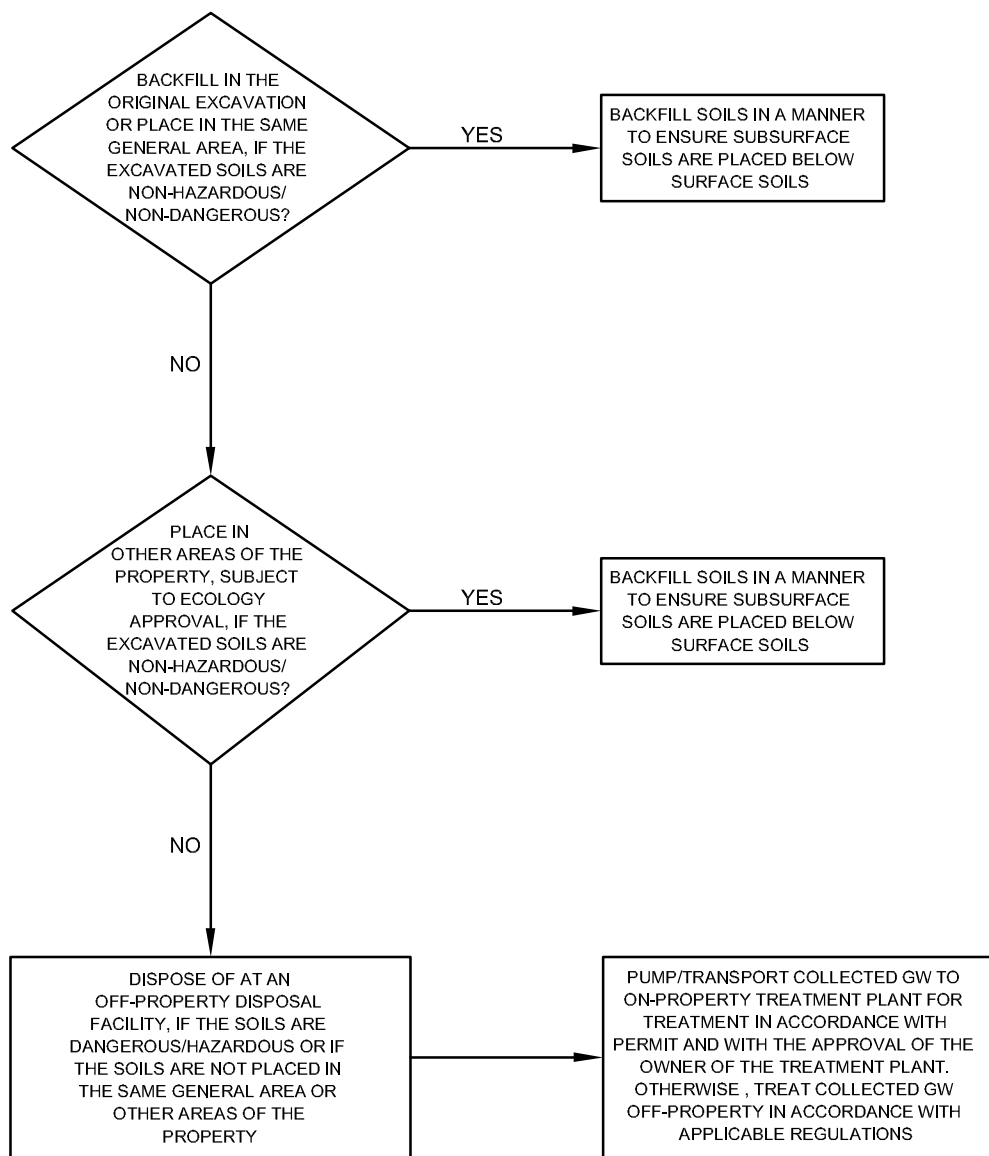 BACKFILL IN THE
ORIGINAL EXCAVATION
OR PLACE IN THE SAME
GENERAL AREA, IF THE
EXCAVATED SOILS ARE
NON-HAZARDOUS/
NON-DANGEROUS?
YES
BACKFILL SOILS IN A MANNER
TO ENSURE SUBSURFACE
SOILS ARE PLACED BELOW
SURFACE SOILS
NO
PLACE IN
OTHER AREAS OF THE
PROPERTY, SUBJECT
TO ECOLOGY
APPROVAL, IF THE
EXCAVATED SOILS ARE
NON-HAZARDOUS/
NON-DANGEROUS?
YES
BACKFILL SOILS IN A MANNER
TO ENSURE SUBSURFACE
SOILS ARE PLACED BELOW
SURFACE SOILS
NO
DISPOSE OF AT AN
OFF-PROPERTY DISPOSAL
FACILITY, IF THE SOILS ARE
DANGEROUS/HAZARDOUS OR IF
THE SOILS ARE NOT PLACED IN
THE SAME GENERAL AREA OR
OTHER AREAS OF THE
PROPERTY
PUMP/TRANSPORT COLLECTED GW TO
ON-PROPERTY TREATMENT PLANT FOR
TREATMENT IN ACCORDANCE WITH
PERMIT AND WITH THE APPROVAL OF THE
OWNER OF THE TREATMENT PLANT.
OTHERWISE , TREAT COLLECTED GW
OFF-PROPERTY IN ACCORDANCE WITH
APPLICABLE REGULATIONS